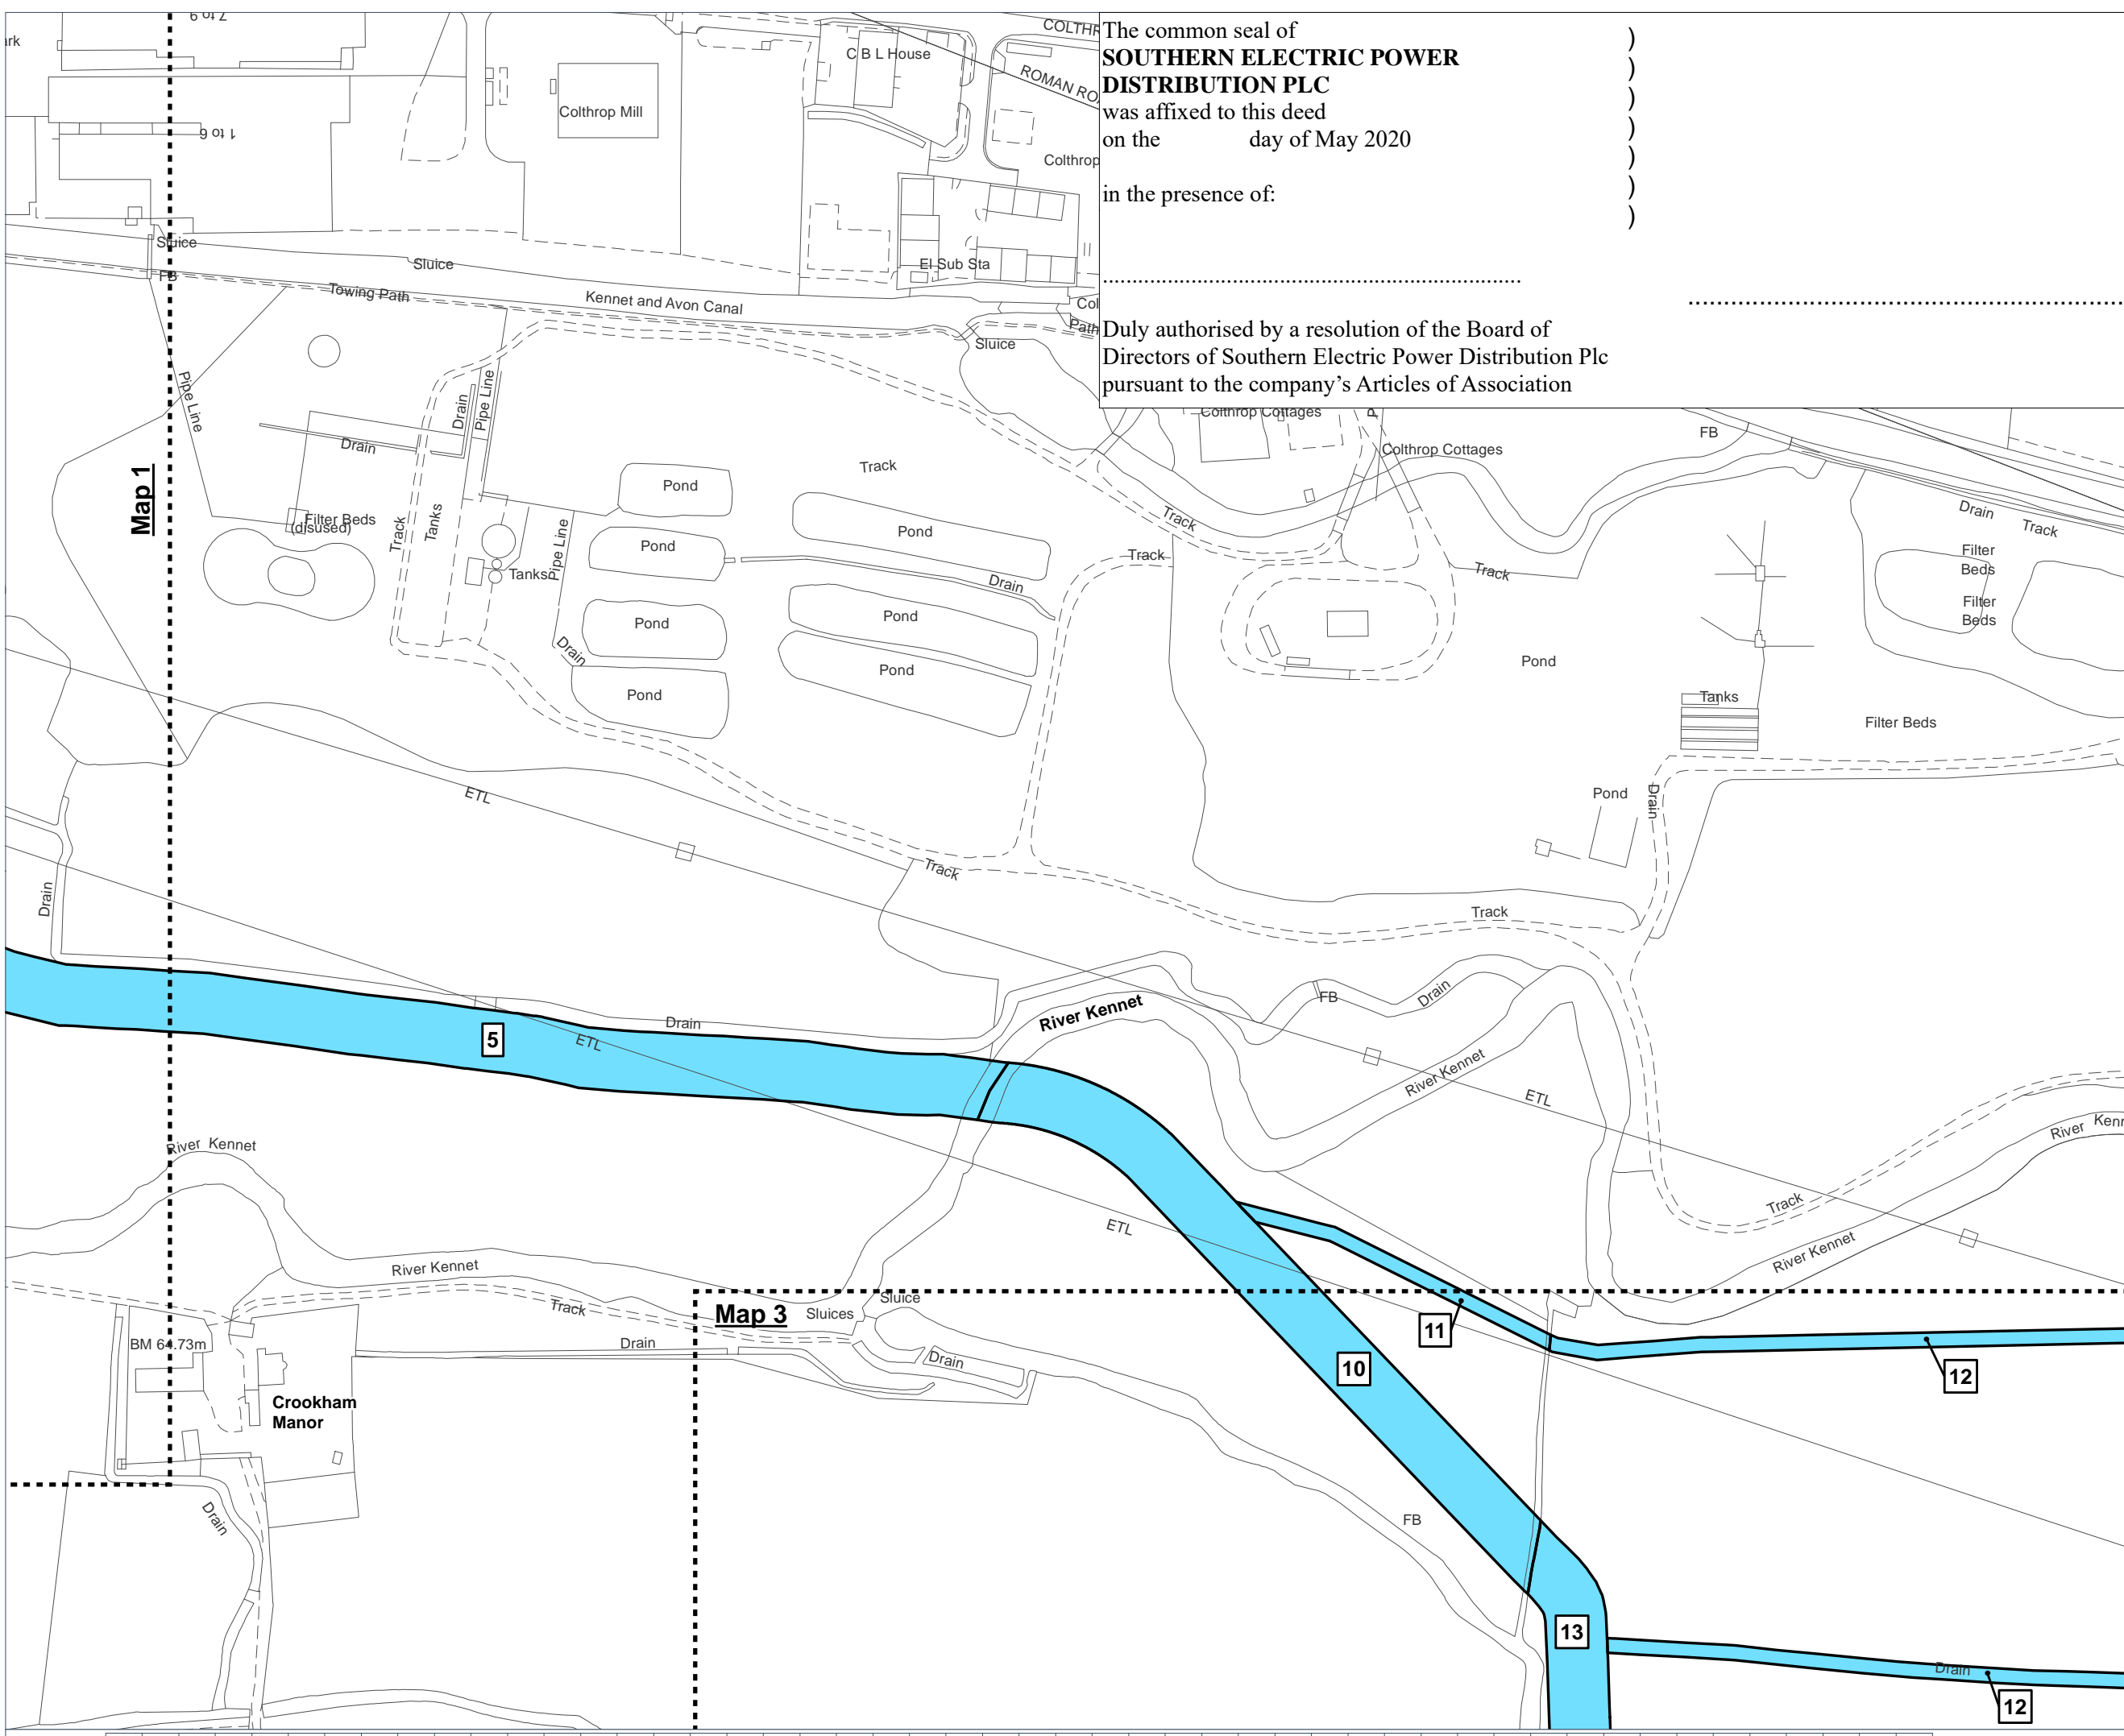 The common seal of )
SOUTHERN ELECTRIC POWER )
DISTRIBUTION PLC )
was affixed to this deed )
on the day of May 2020 )
)
in the presence of: )
Duly authorised by a resolution of the Board of
Directors of Southern Electric Power Distribution Plc
pursuant to the company’s Articles of Association
7 to 9
1 to 6
C B L House
Colthrop Mill
El Sub Sta
Sluice
FB
Sluice
Towing Path
Kennet and Avon Canal
Sluice
Path
Colthrop Cottages
Colthrop Cottages
FB
Pipe Line
Map 1
Drain
Drain
Pipe Line
Filter Beds
(disused)
Track
Tanks
Tanks
Pipe Line
Drain
Pond
Pond
Pond
Pond
Track
Pond
Pond
Pond
Drain
Track
Track
Track
Drain
Track
Filter
Beds
Filter
Beds
Pond
Tanks
Filter Beds
Pond
Drain
ETL
Track
Track
Drain
5
ETL
Drain
River Kennet
FB
Drain
River Kennet
ETL
River Kennet
River Kennet
Track
River Kennet
ETL
River Kennet
Track
Map 3
Sluices
Sluice
Drain
Drain
BM 64.73m
Crookham
Manor
Drain
11
10
12
FB
13
Drain
12